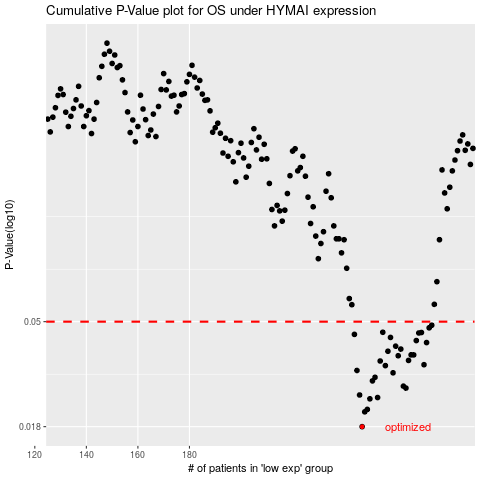 Cumulative P-Value plot for OS under HYMAI expression
P-Value(log10)
0.05
0.018
optimized
120 140 160 180
# of patients in 'low exp' group